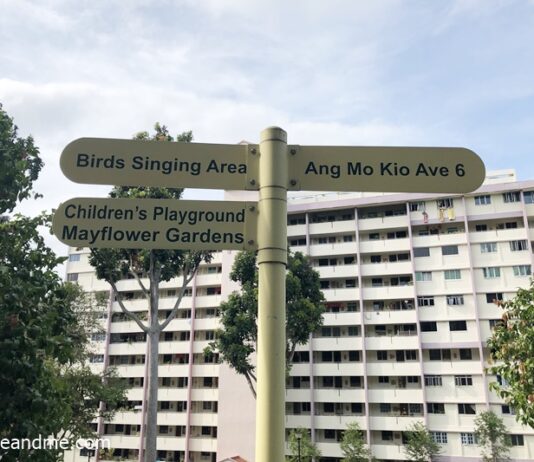 Birds Singing Area
Ang Mo Kio Ave 6
Children's Playground
Mayflower Gardens
eandme.com